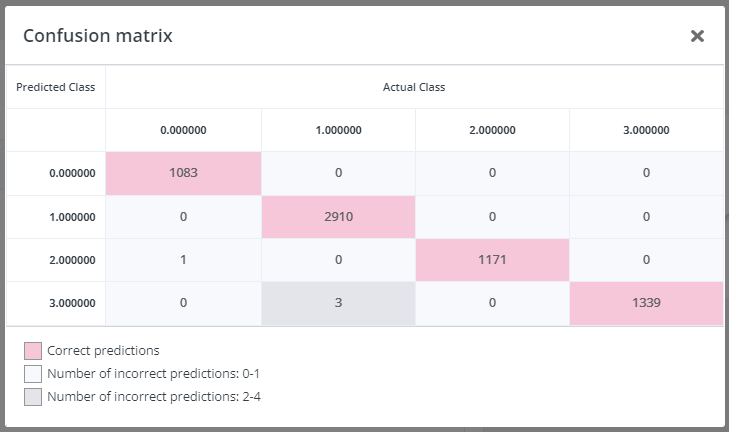 Confusion matrix
Predicted Class Actual Class
0.000000 1.000000 2.000000 3.000000
0.000000 1083 0 0 0
1.000000 0 2910 0 0
2.000000 1 0 1171 0
3.000000 0 3 0 1339
Correct predictions
Number of incorrect predictions: 0-1
Number of incorrect predictions: 2-4